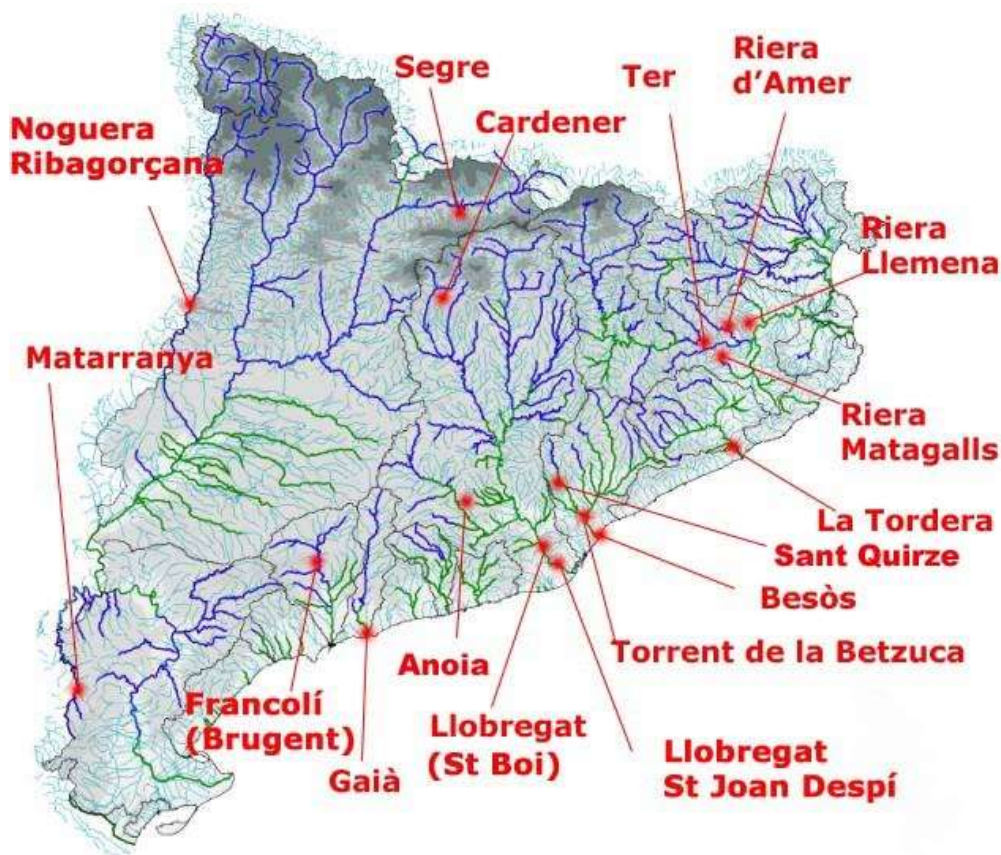 Riera
d'Amer
Ter
Segre
Cardener
Noguera
Ribagorçana
Riera
Llemena
Matarranya
Riera
Matagalls
La Tordera
Sant Quirze
Besòs
Torrent de la Betzuca
Anoia
Francolí
(Brugent)
Llobregat
(St Boi)
Gaià
Llobregat
St Joan Despí